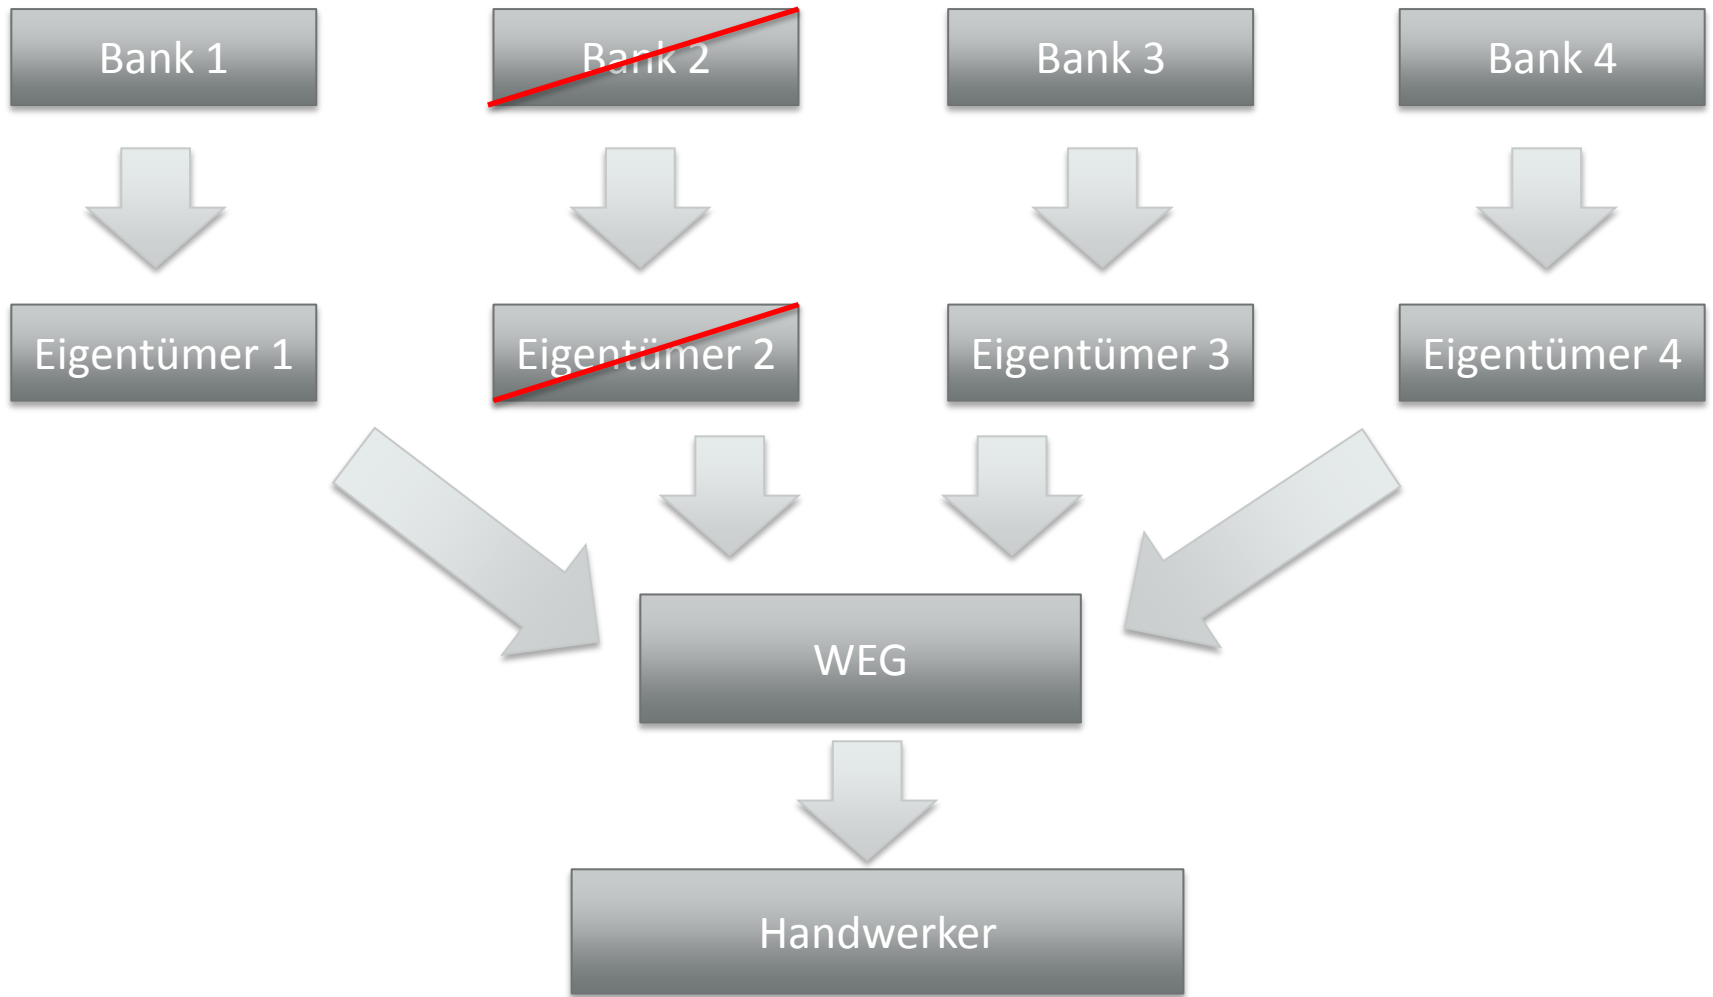 Bank 1
Bank 2
Bank 3
Bank 4
Eigentümer 1
Eigentümer 2
Eigentümer 3
Eigentümer 4
WEG
Handwerker